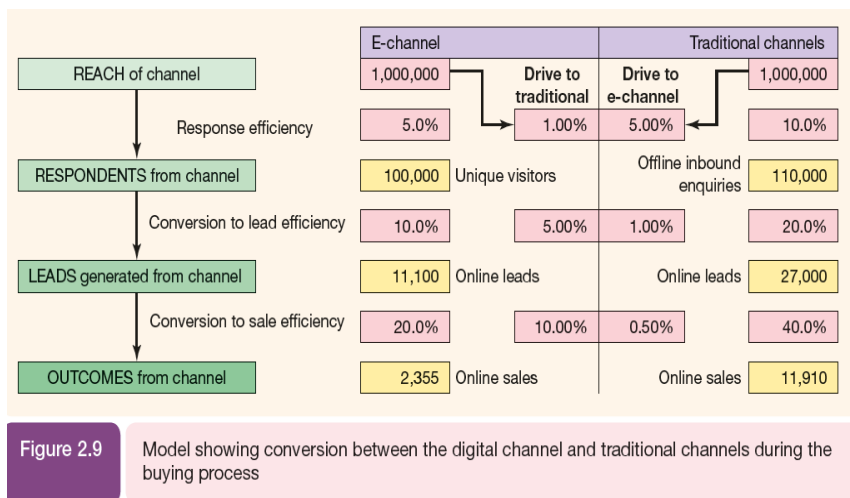 E-channel Traditional channels
REACH of channel 1,000,000 Drive to Drive to 1,000,000
traditional e-channel
Response efficiency 5.0% 1.00% 5.00% 10.0%
RESPONDENTS from channel 100,000 Unique visitors Offline inbound 110,000
enquiries
Conversion to lead efficiency 10.0% 5.00% 1.00% 20.0%
LEADS generated from channel 11,100 Online leads Online leads 27,000
Conversion to sale efficiency 20.0% 10.00% 0.50% 40.0%
OUTCOMES from channel 2,355 Online sales Online sales 11,910
Figure 2.9 Model showing conversion between the digital channel and traditional channels during the
buying process